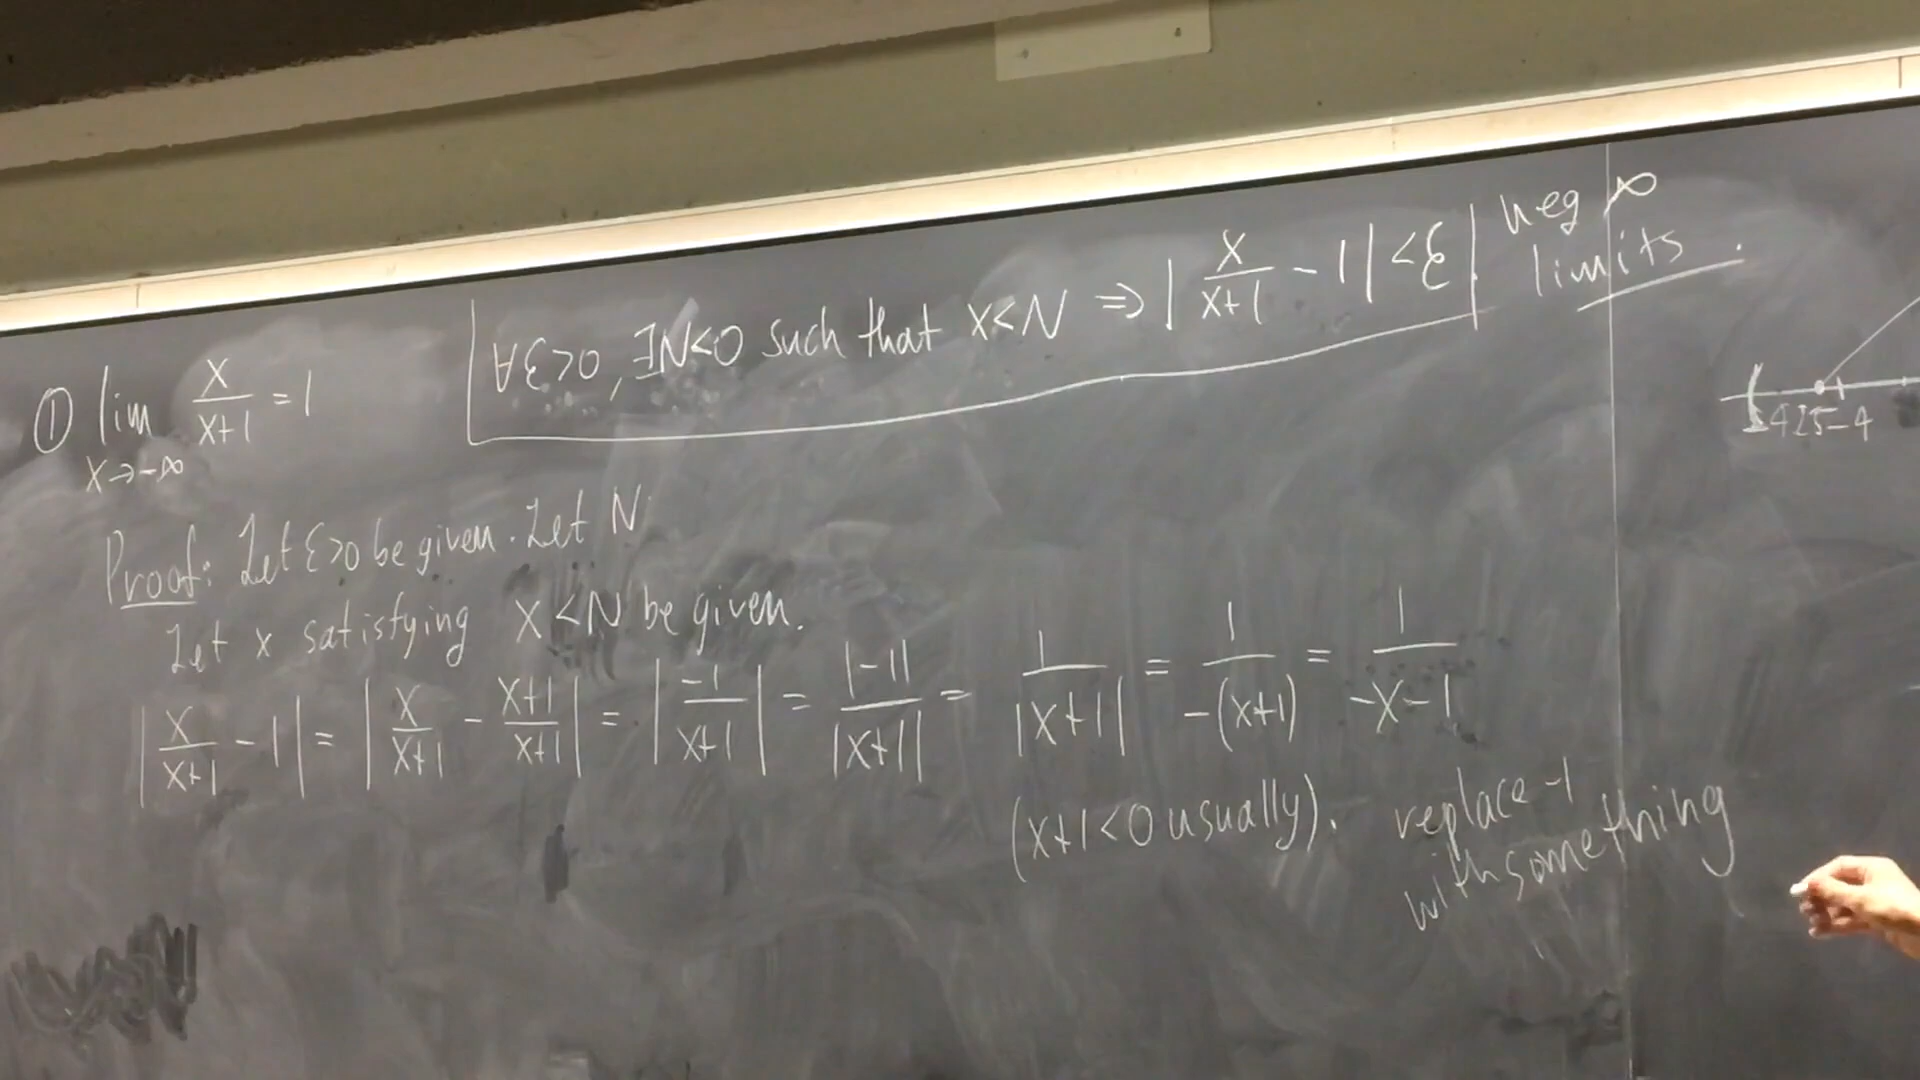 ∀ε>0, ∃N<0 such that x<N ⇒ | x/(x+1) - 1 | <ε
neg ∞
limits.
① lim x→-∞ x/(x+1) = 1
Proof: Let ε>0 be given. Let N
Let x satisfying x<N be given.
| x/(x+1) - 1 | = | x/(x+1) - (x+1)/(x+1) | = | -1/(x+1) | = |-1|/|x+1| = 1/|x+1| = 1/-(x+1) = 1/(-x-1)
(x+1<0 usually).
replace -1
with something